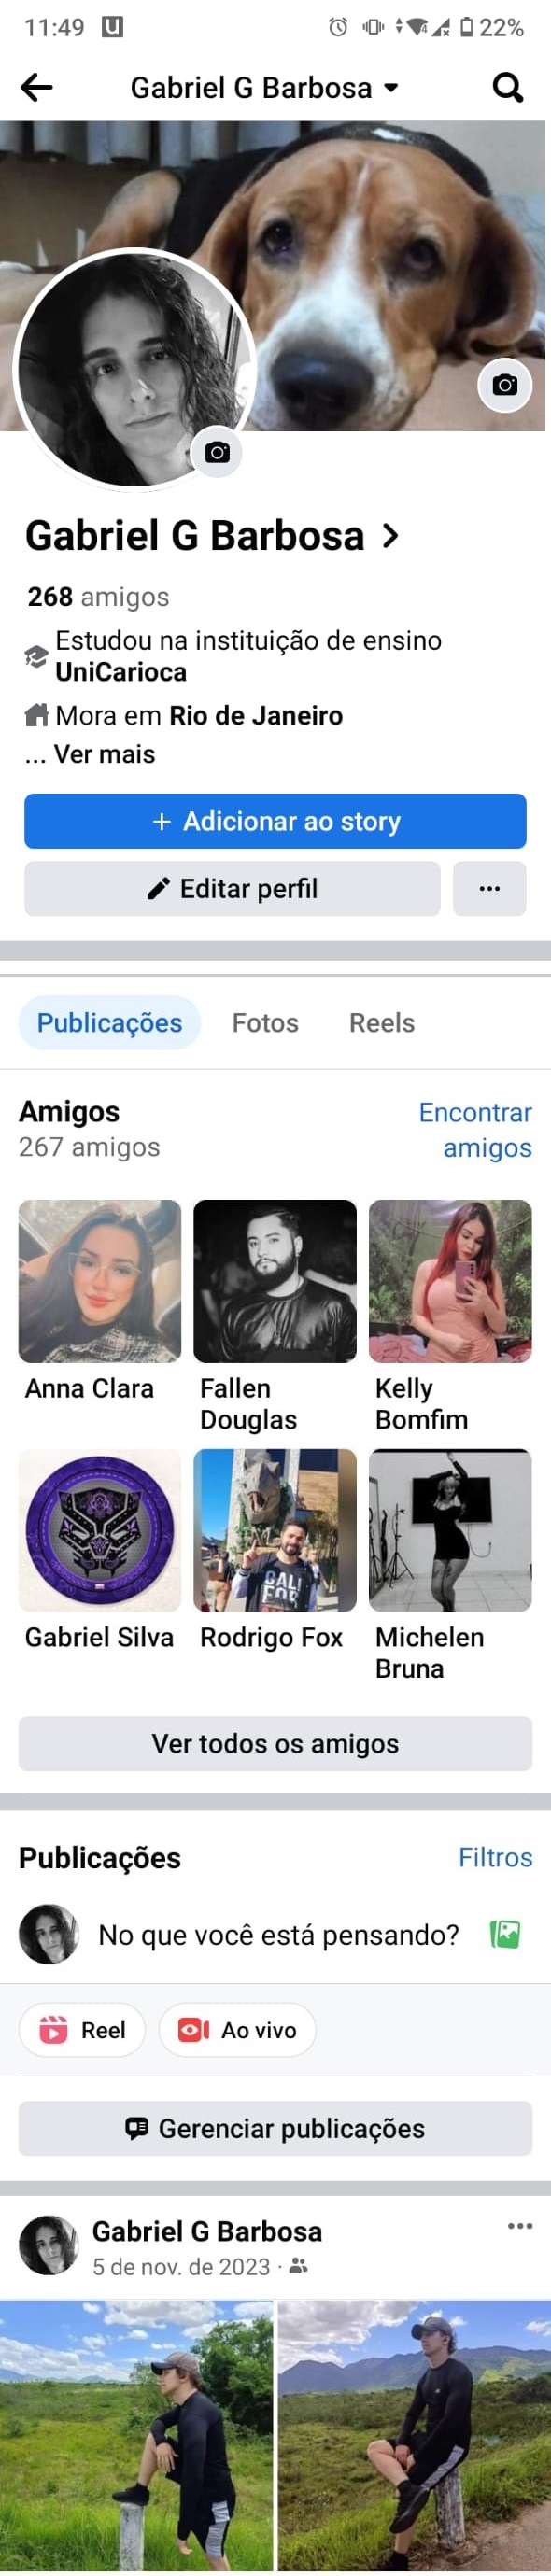 11:49
22%
Gabriel G Barbosa
Gabriel G Barbosa
268 amigos
Estudou na instituição de ensino
UniCarioca
Mora em Rio de Janeiro
... Ver mais
+ Adicionar ao story
Editar perfil
Publicações Fotos Reels
Amigos
267 amigos
Encontrar
amigos
Anna Clara
Fallen
Douglas
Kelly
Bomfim
CALI
FOR
Gabriel Silva
Rodrigo Fox
Michelen
Bruna
Ver todos os amigos
Publicações
Filtros
No que você está pensando?
Reel
Ao vivo
Gerenciar publicações
Gabriel G Barbosa
5 de nov. de 2023 ·